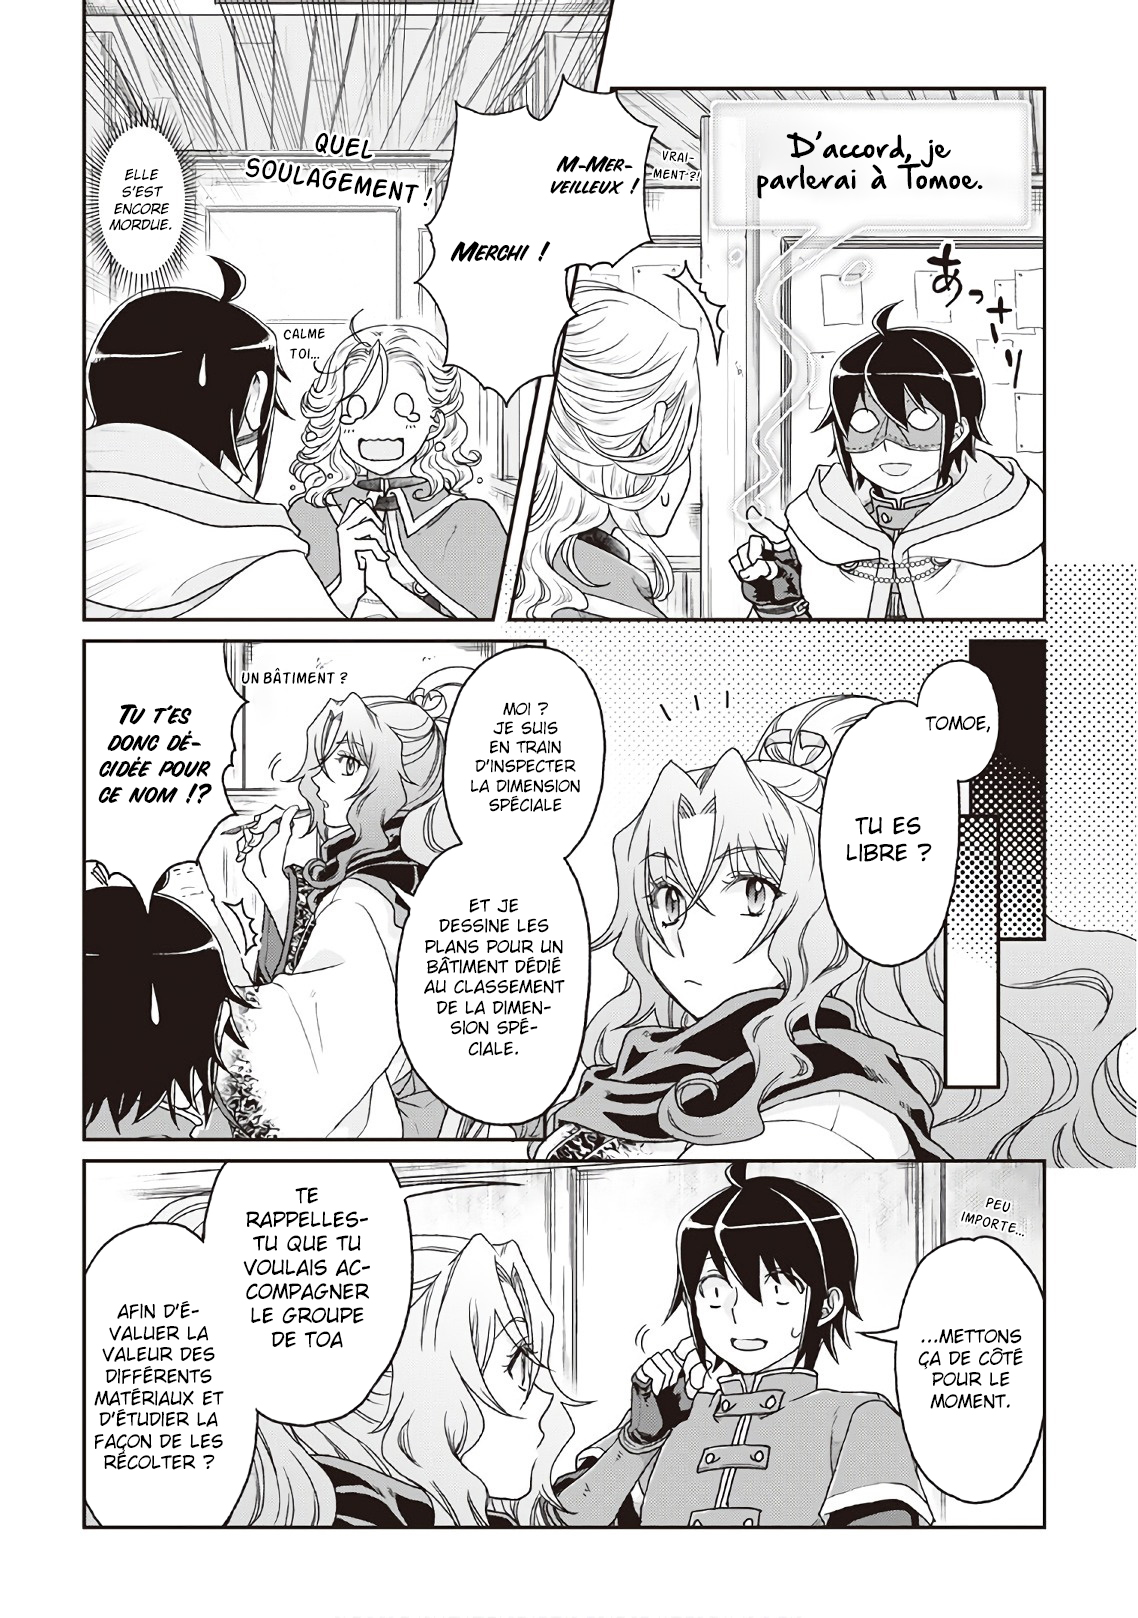 D'accord, je
parlerai à Tomoe.
あっさり
VRAI-
MENT ?!
M-MER-
VEILLEUX !
MERCHI !
QUEL
SOULAGEMENT !
CALME
TOI...
ELLE
S'EST
ENCORE
MORDUE.
TOMOE,
TU ES
LIBRE ?
MOI ?
JE SUIS
EN TRAIN
D'INSPECTER
LA DIMENSION
SPÉCIALE
ET JE
DESSINE LES
PLANS POUR UN
BÂTIMENT DÉDIÉ
AU CLASSEMENT
DE LA DIMEN-
SION SPÉ-
CIALE.
UN BÂTIMENT ?
TU T'ES
DONC DÉ-
CIDÉE POUR
CE NOM !?
PEU
IMPORTE...
...METTONS
ÇA DE CÔTÉ
POUR LE
MOMENT.
TE
RAPPELLES-
TU QUE TU
VOULAIS AC-
COMPAGNER
LE GROUPE
DE TOA
AFIN D'É-
VALUER LA
VALEUR DES
DIFFÉRENTS
MATÉRIAUX ET
D'ÉTUDIER LA
FAÇON DE LES
RÉCOLTER ?